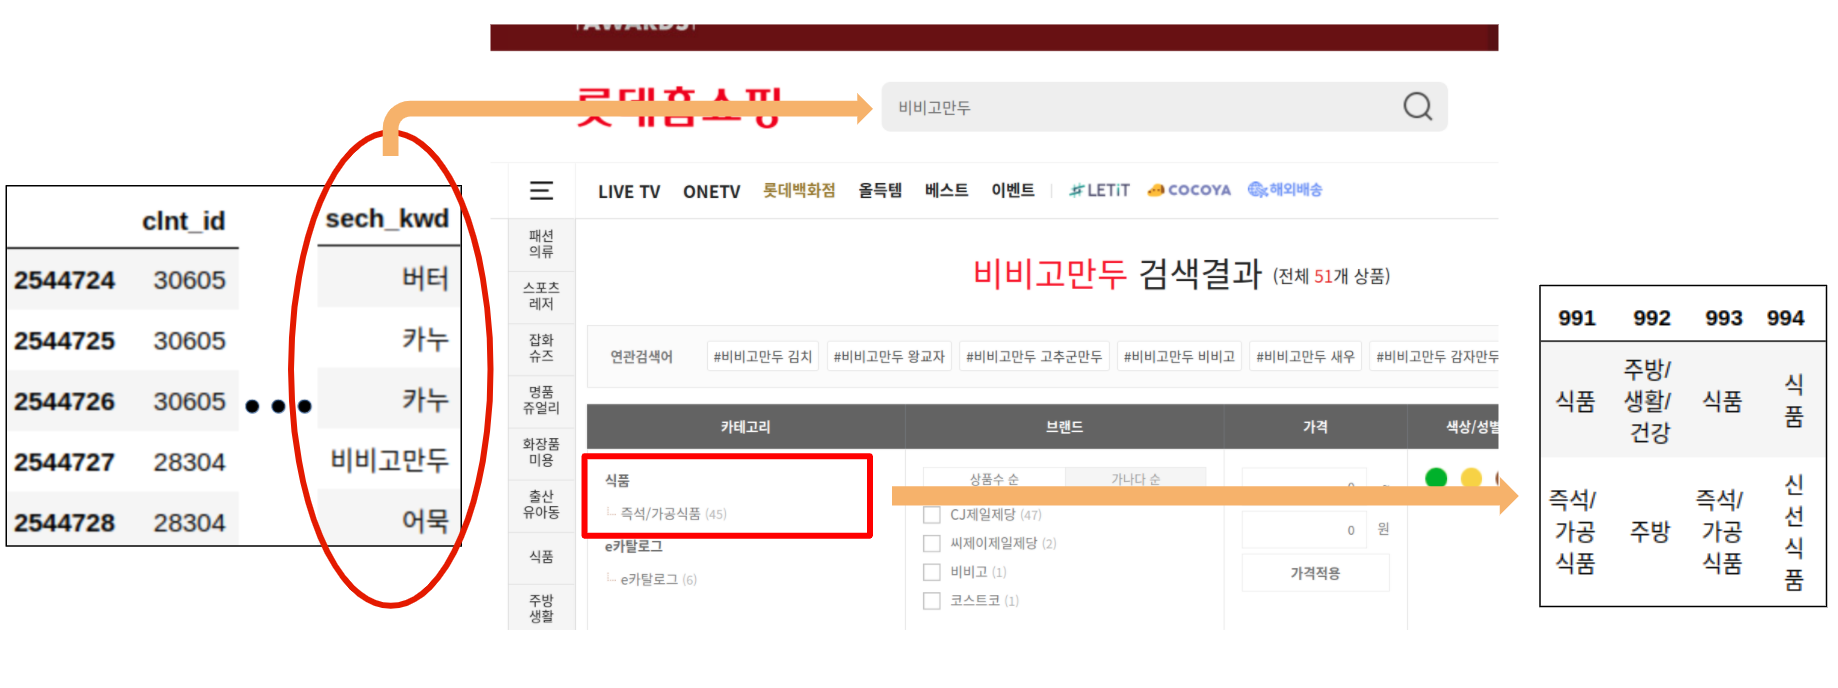 AWARDS
롯데홈쇼핑
비비고만두
clnt_id
sech_kwd
2544724 30605 버터
2544725 30605 카누
2544726 30605 카누
2544727 28304 비비고만두
2544728 28304 어묵
LIVE TV ONETV 롯데백화점 올득템 베스트 이벤트 LETiT COCOYA 해외배송
패션
의류
스포츠
레저
잡화
슈즈
명품
쥬얼리
화장품
미용
출산
유아동
식품
주방
생활
비비고만두 검색결과 (전체 51개 상품)
연관검색어 #비비고만두 김치 #비비고만두 왕교자 #비비고만두 고추군만두 #비비고만두 비비고 #비비고만두 새우 #비비고만두 감자만두
카테고리 브랜드 가격 색상/성별
식품
즉석/가공식품 (45)
e카탈로그
e카탈로그 (6)
상품수 순 가나다 순
CJ제일제당 (47)
씨제이제일제당 (2)
비비고 (1)
코스트코 (1)
0 ~
0 원
가격적용
991 992 993 994
식품
주방/
생활/
건강
식품
식
품
즉석/
가공
식품
주방
즉석/
가공
식품
신
선
식
품